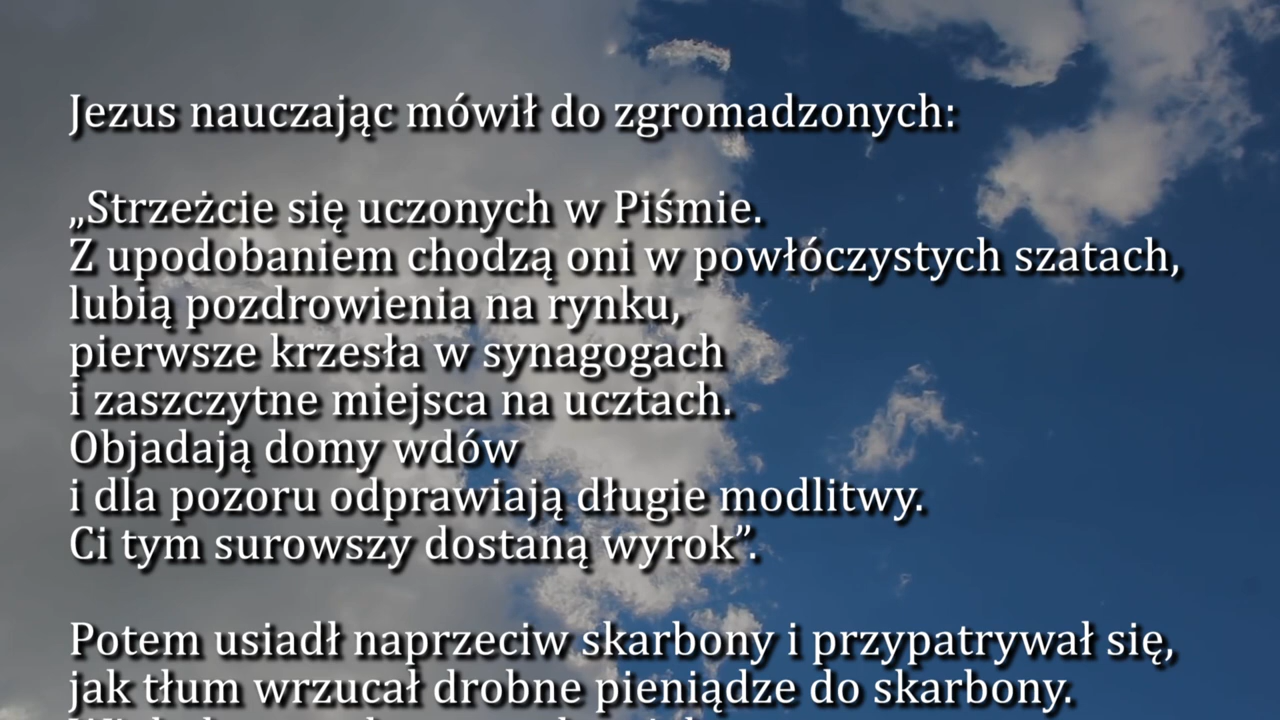 Jezus nauczając mówił do zgromadzonych:
„Strzeżcie się uczonych w Piśmie.
Z upodobaniem chodzą oni w powłóczystych szatach,
lubią pozdrowienia na rynku,
pierwsze krzesła w synagogach
i zaszczytne miejsca na ucztach.
Objadają domy wdów
i dla pozoru odprawiają długie modlitwy.
Ci tym surowszy dostaną wyrok”.
Potem usiadł naprzeciw skarbony i przypatrywał się,
jak tłum wrzucał drobne pieniądze do skarbony.